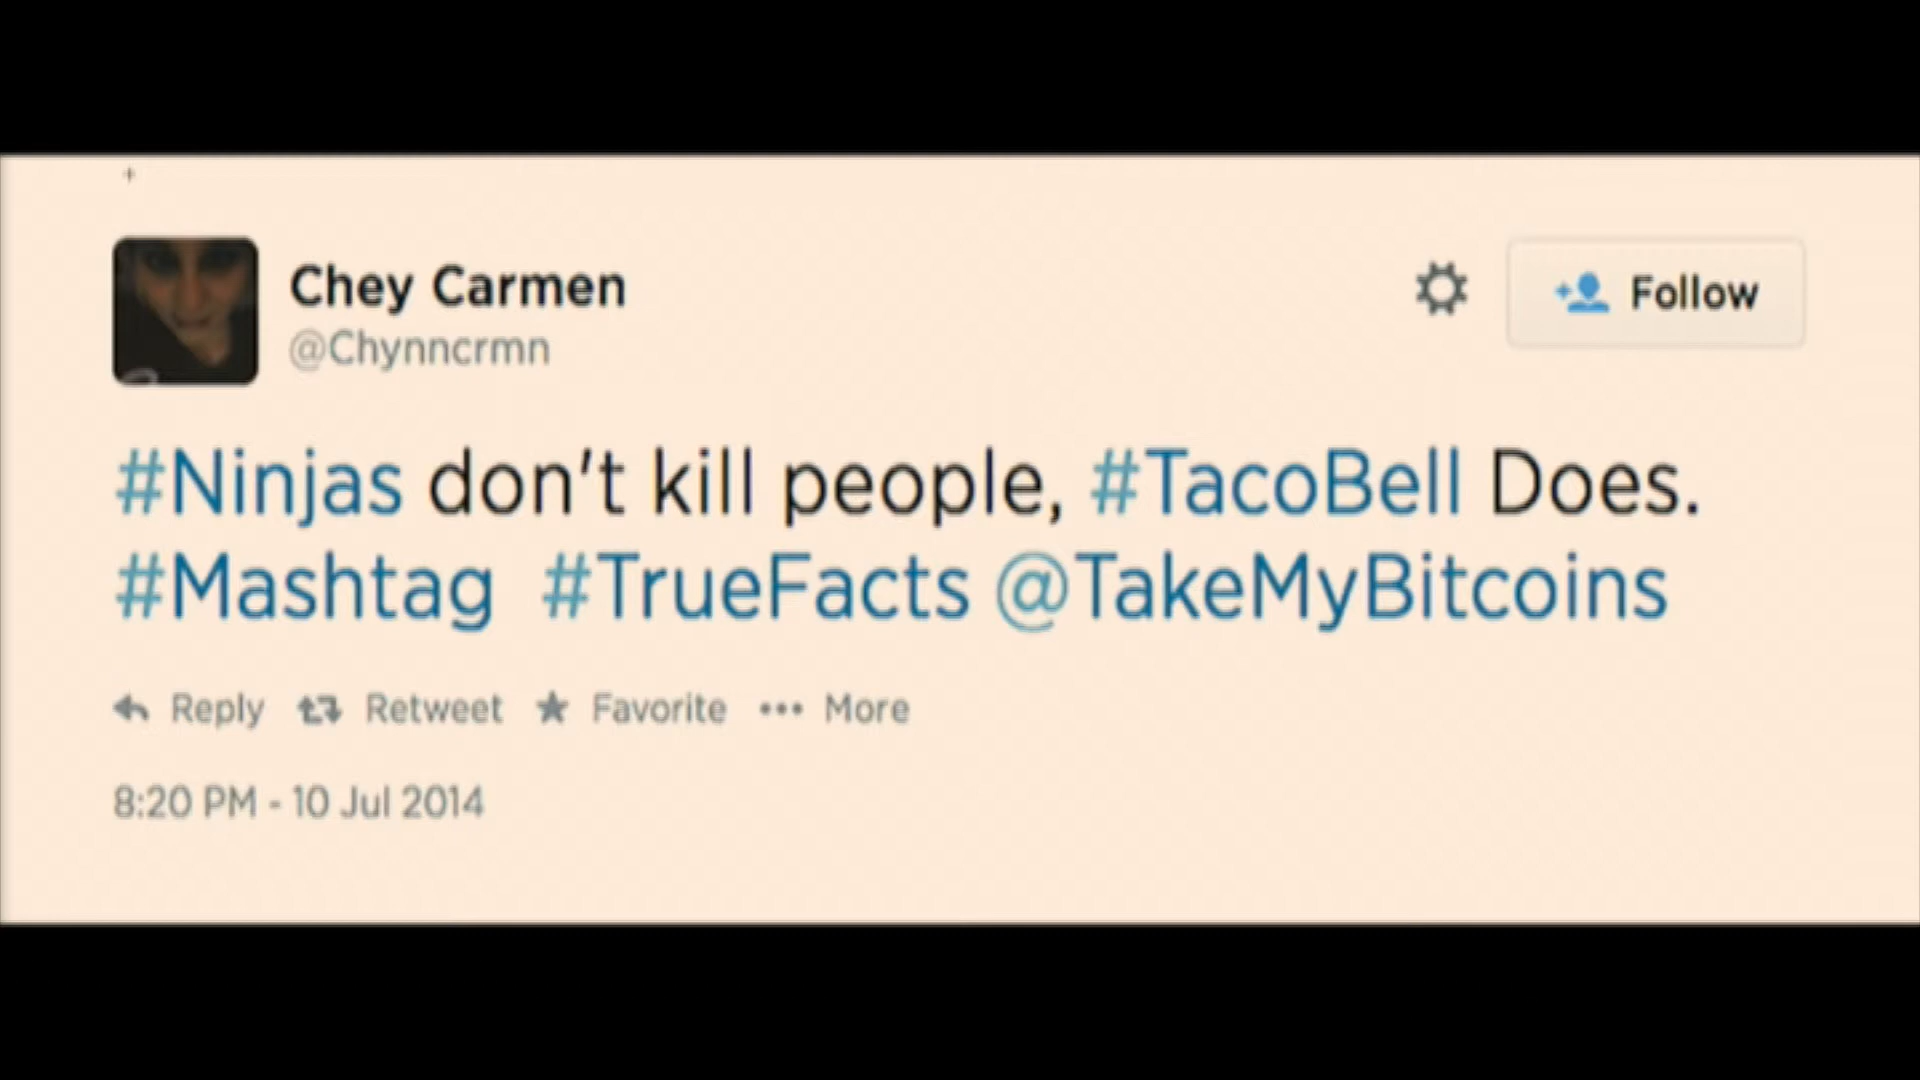 Chey Carmen
@Chynncrmn
Follow
#Ninjas don't kill people, #TacoBell Does.
#Mashtag #TrueFacts @TakeMyBitcoins
Reply Retweet Favorite More
8:20 PM - 10 Jul 2014